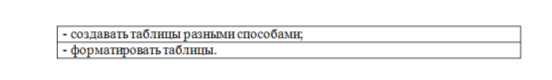 - создавать таблицы разными способами;
- форматировать таблицы.